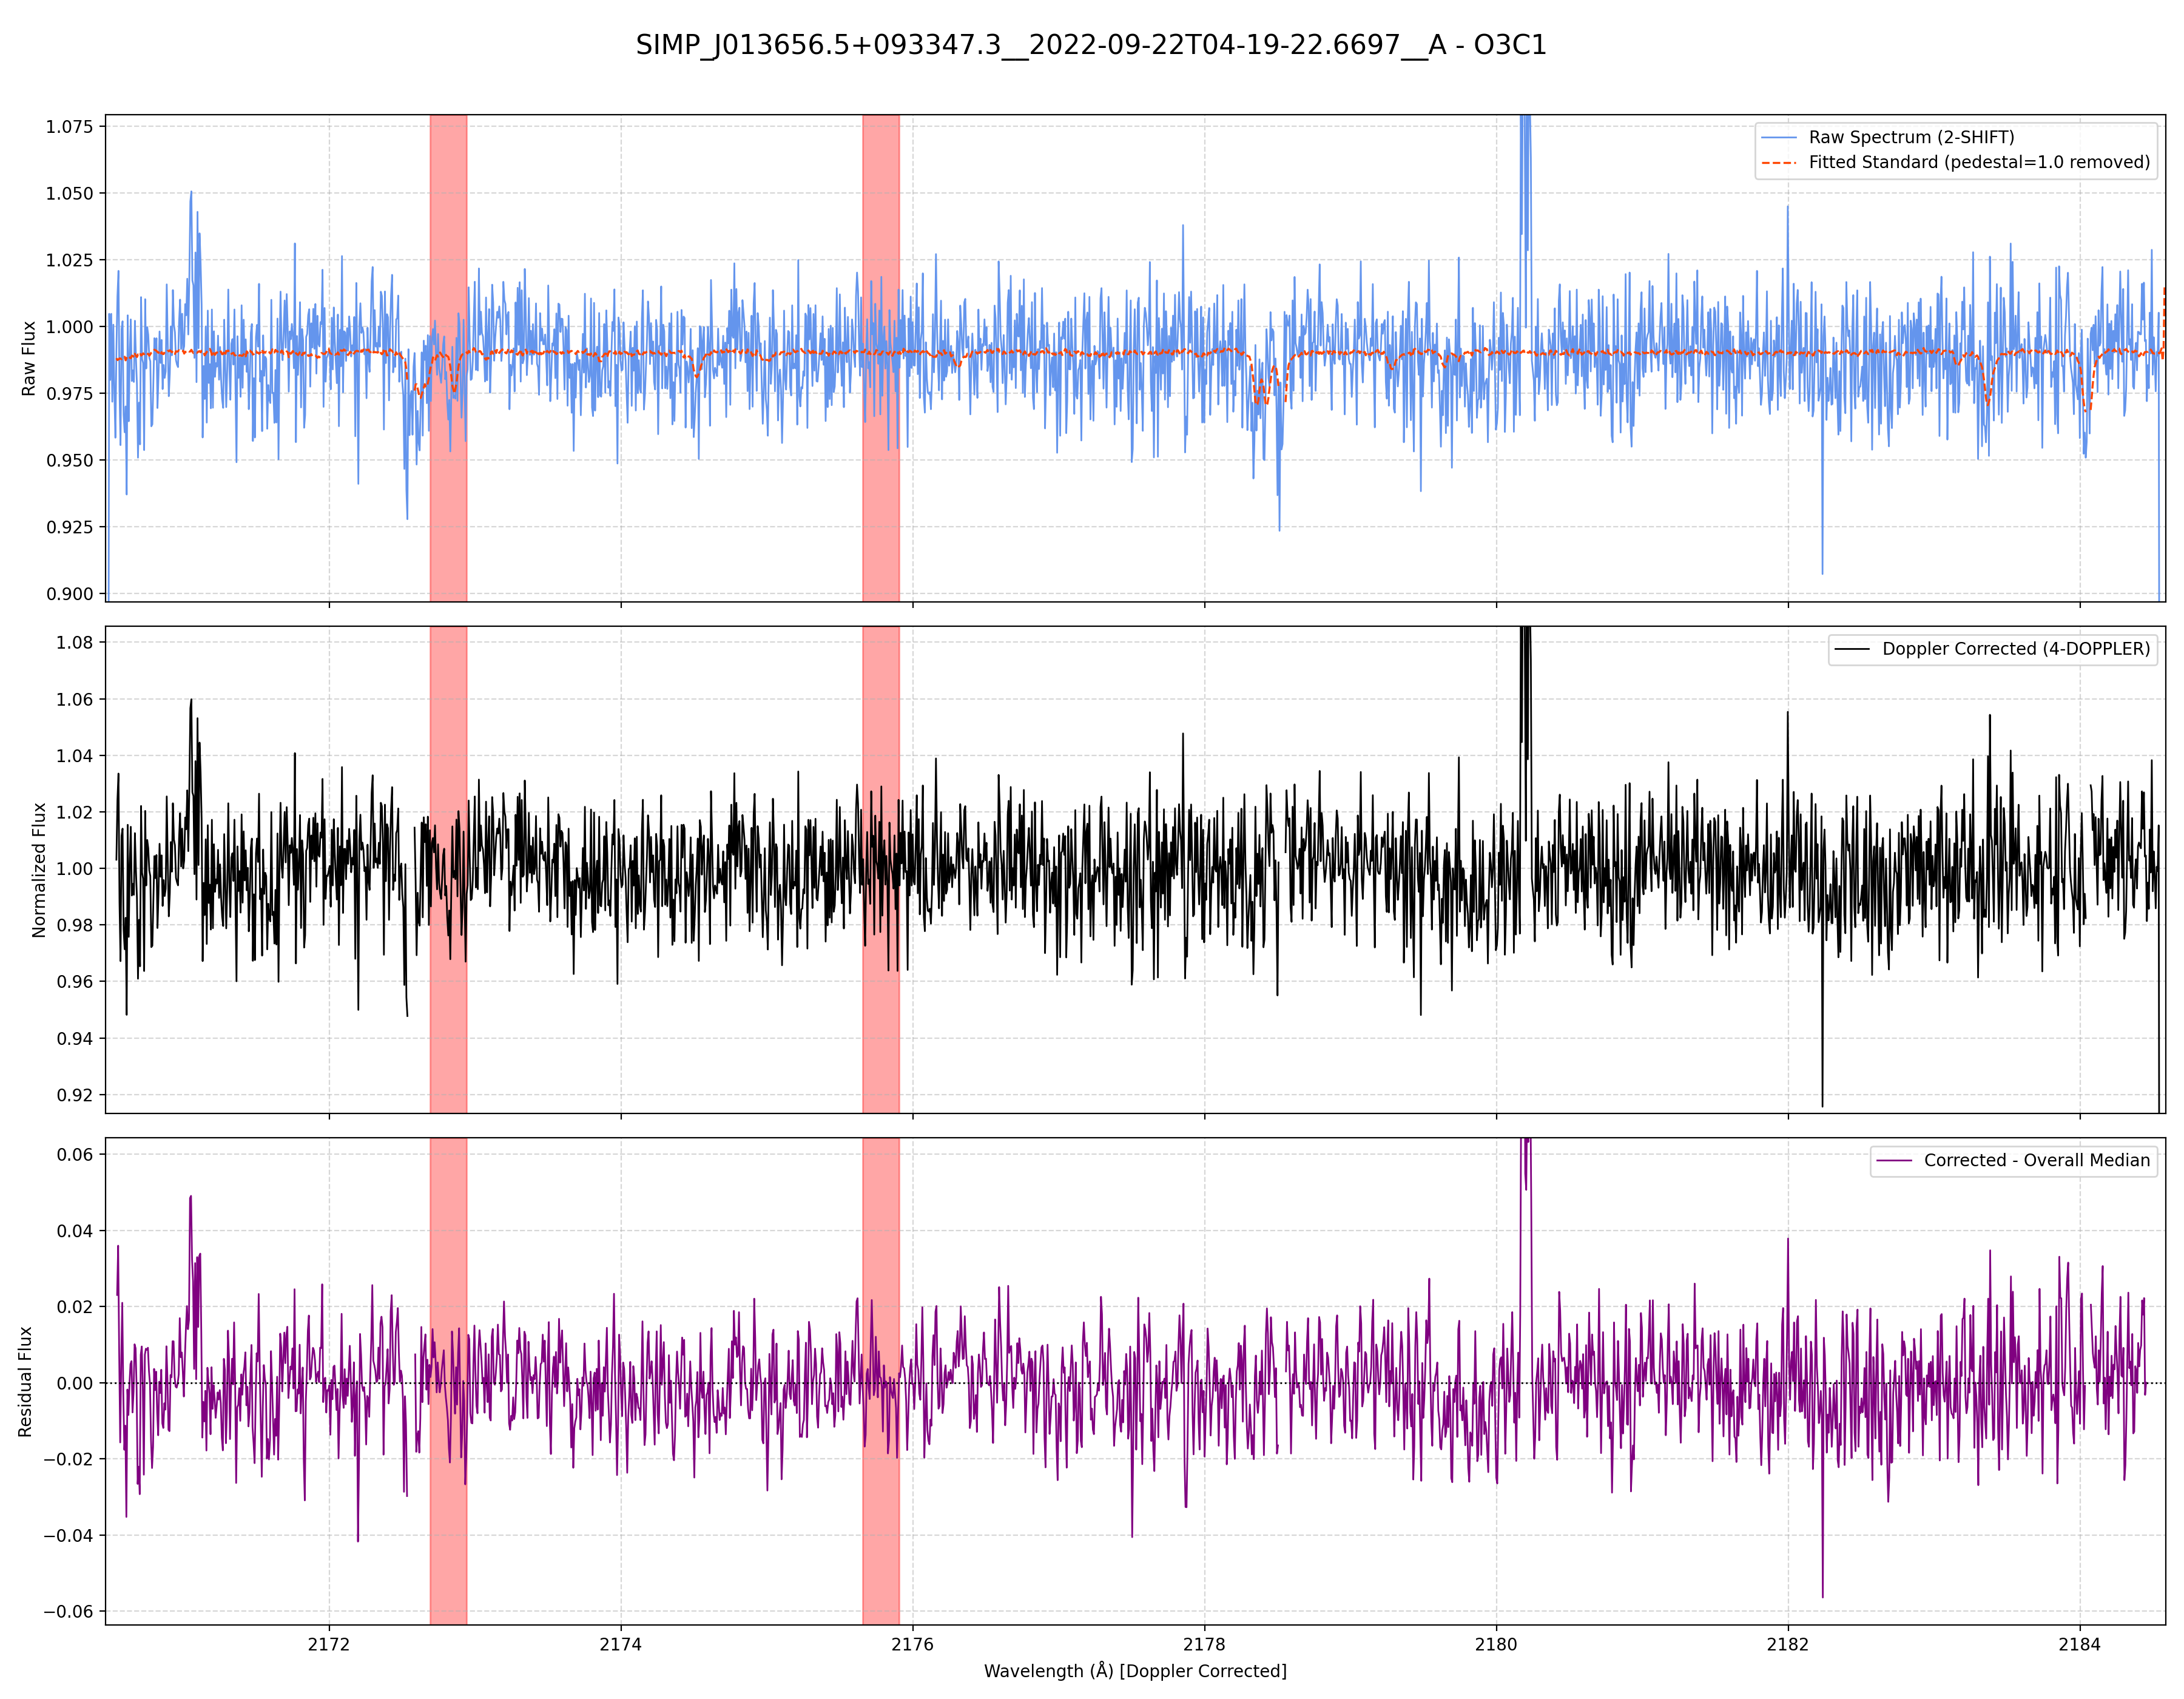 SIMP_J013656.5+093347.3__2022-09-22T04-19-22.6697__A - O3C1
Raw Flux
1.075
1.050
1.025
1.000
0.975
0.950
0.925
0.900
Raw Spectrum (2-SHIFT)
Fitted Standard (pedestal=1.0 removed)
Normalized Flux
1.08
1.06
1.04
1.02
1.00
0.98
0.96
0.94
0.92
Doppler Corrected (4-DOPPLER)
Residual Flux
0.06
0.04
0.02
0.00
−0.02
−0.04
−0.06
Corrected - Overall Median
2172 2174 2176 2178 2180 2182 2184
Wavelength (Å) [Doppler Corrected]